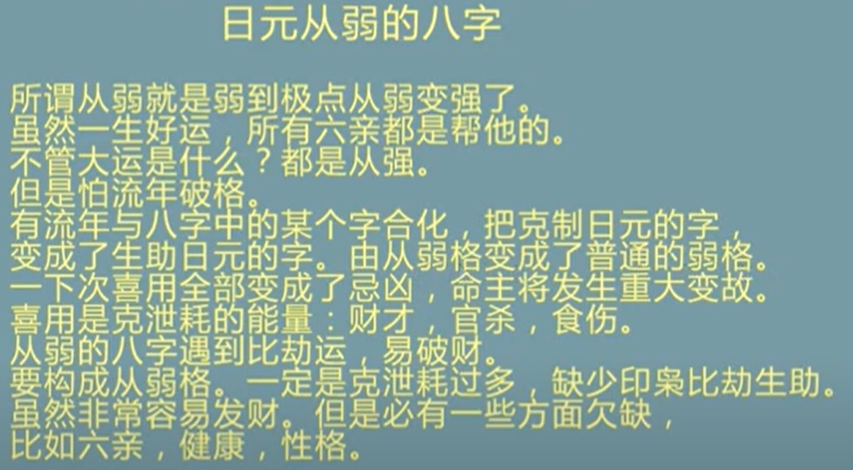 日元从弱的八字
所谓从弱就是弱到极点从弱变强了。
虽然一生好运，所有六亲都是帮他的。
不管大运是什么？都是从强。
但是怕流年破格。
有流年与八字中的某个字合化，把克制日元的字，
变成了生助日元的字。由从弱格变成了普通的弱格。
一下次喜用全部变成了忌凶，命主将发生重大变故。
喜用是克泄耗的能量：财才，官杀，食伤。
从弱的八字遇到比劫运，易破财。
要构成从弱格。一定是克泄耗过多，缺少印枭比劫生助。
虽然非常容易发财。但是必有一些方面欠缺，
比如六亲，健康，性格。